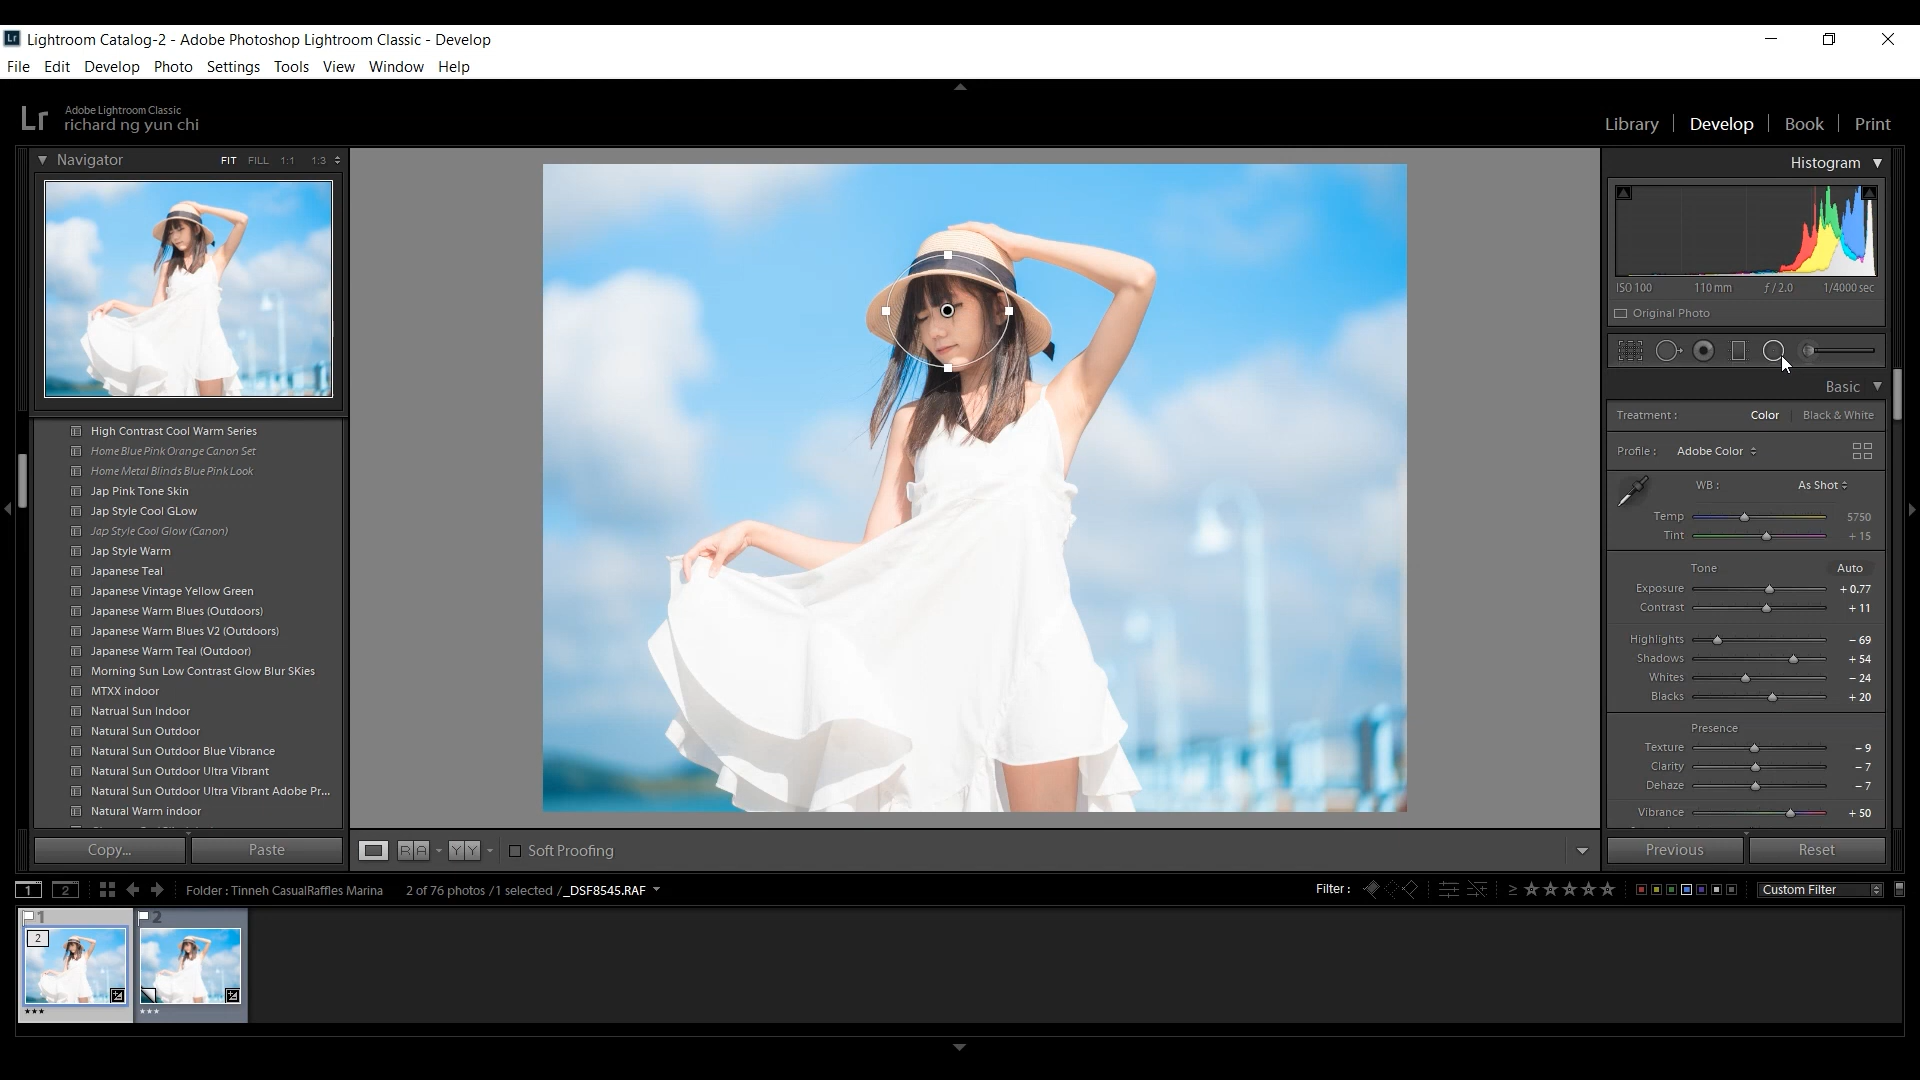 Lr Lightroom Catalog-2 - Adobe Photoshop Lightroom Classic - Develop
File Edit Develop Photo Settings Tools View Window Help
Lr Adobe Lightroom Classic
richard ng yun chi
Library Develop Book Print
Navigator FIT FILL 1:1 1:3
Histogram
ISO 100 110 mm ƒ / 2.0 1/4000 sec
Original Photo
Basic
Treatment : Color Black & White
Profile : Adobe Color
WB : As Shot
Temp 5750
Tint + 15
Tone Auto
Exposure + 0.77
Contrast + 11
Highlights – 69
Shadows + 54
Whites – 24
Blacks + 20
Presence
Texture – 9
Clarity – 7
Dehaze – 7
Vibrance + 50
High Contrast Cool Warm Series
Home Blue Pink Orange Canon Set
Home Metal Blinds Blue Pink Look
Jap Pink Tone Skin
Jap Style Cool GLow
Jap Style Cool Glow (Canon)
Jap Style Warm
Japanese Teal
Japanese Vintage Yellow Green
Japanese Warm Blues (Outdoors)
Japanese Warm Blues V2 (Outdoors)
Japanese Warm Teal (Outdoor)
Morning Sun Low Contrast Glow Blur SKies
MTXX indoor
Natrual Sun Indoor
Natural Sun Outdoor
Natural Sun Outdoor Blue Vibrance
Natural Sun Outdoor Ultra Vibrant
Natural Sun Outdoor Ultra Vibrant Adobe Pr...
Natural Warm indoor
Copy... Paste
R A Y Y Soft Proofing
Previous Reset
1 2 Folder : Tinneh CasualRaffles Marina 2 of 76 photos /1 selected /_DSF8545.RAF Filter : ≥ Custom Filter
1 2
2